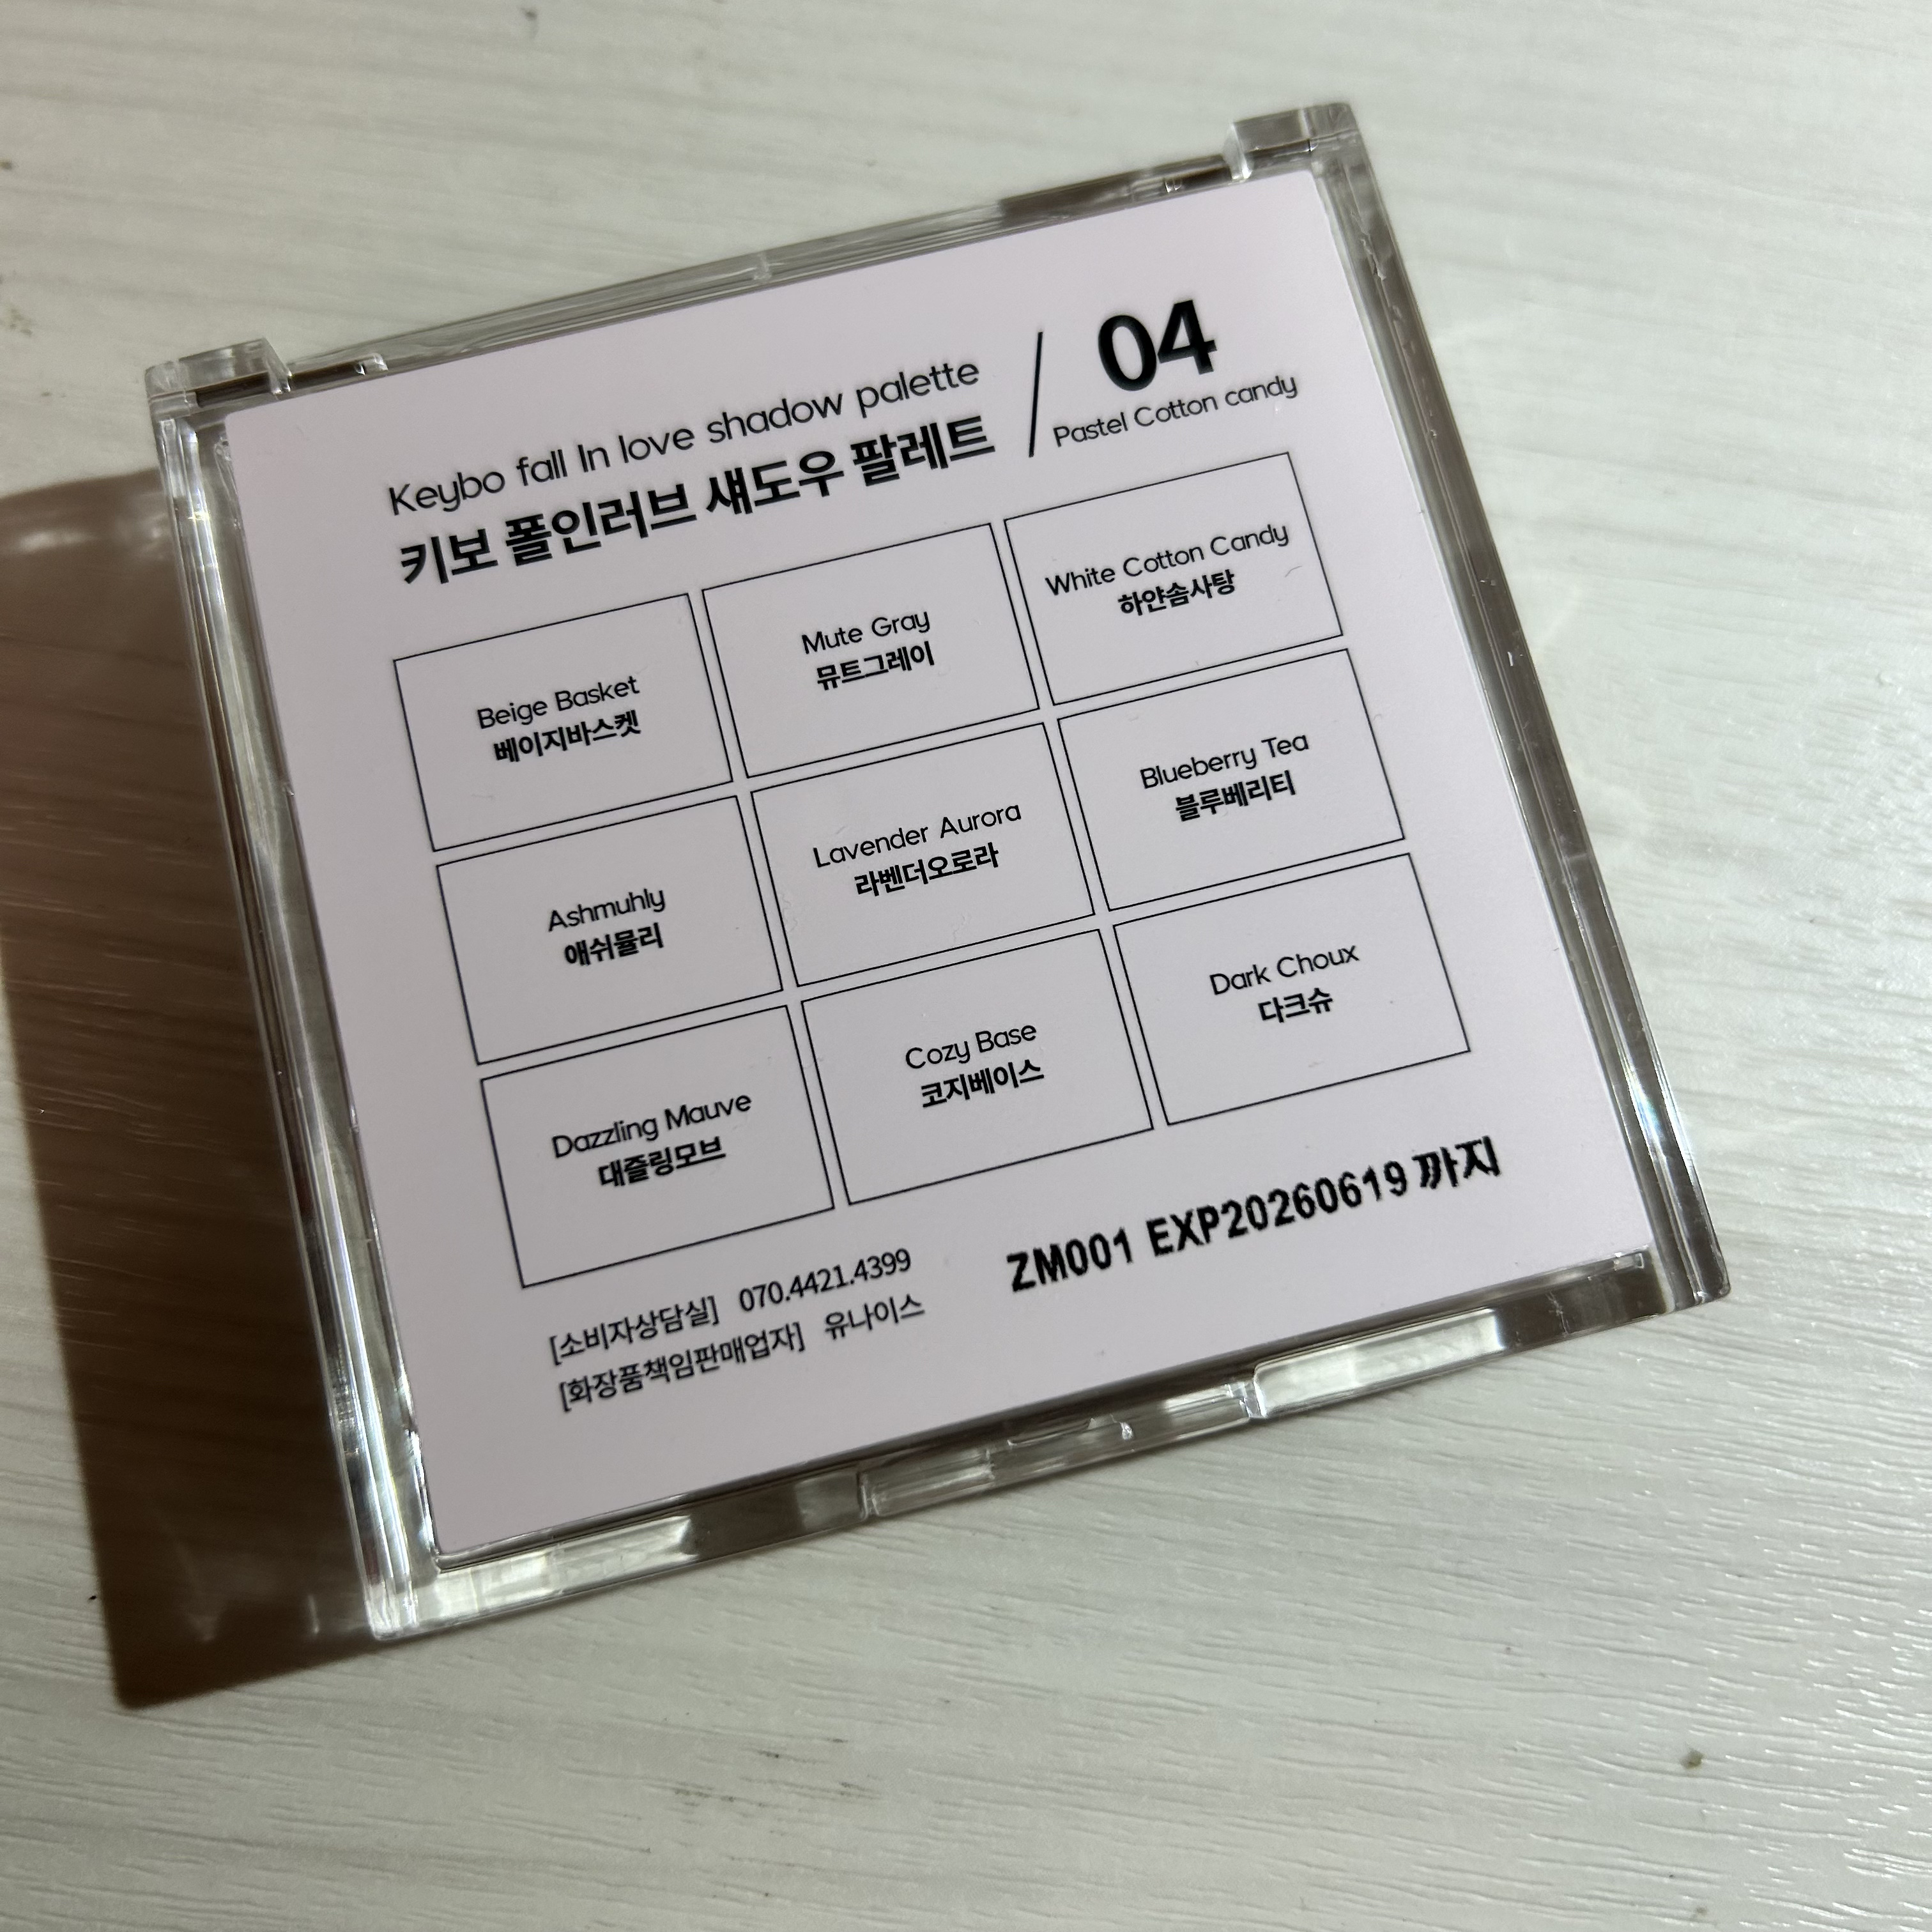 Keybo fall In love shadow palette
키보 폴인러브 섀도우 팔레트
/
04
Pastel Cotton candy
Beige Basket
베이지바스켓
Mute Gray
뮤트그레이
White Cotton Candy
하얀솜사탕
Ashmuhly
애쉬뮬리
Lavender Aurora
라벤더오로라
Blueberry Tea
블루베리티
Dazzling Mauve
대즐링모브
Cozy Base
코지베이스
Dark Choux
다크슈
[소비자상담실] 070.4421.4399
[화장품책임판매업자] 유나이스
ZM001 EXP20260619 까지